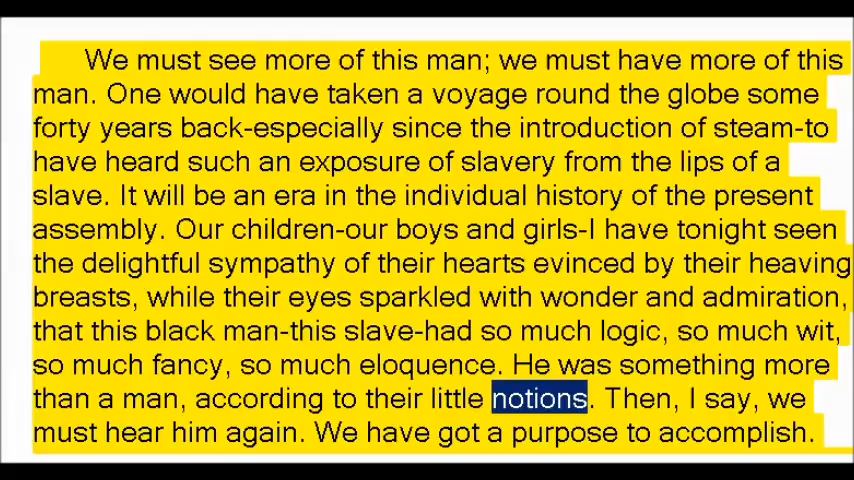 We must see more of this man; we must have more of this
man. One would have taken a voyage round the globe some
forty years back-especially since the introduction of steam-to
have heard such an exposure of slavery from the lips of a
slave. It will be an era in the individual history of the present
assembly. Our children-our boys and girls-I have tonight seen
the delightful sympathy of their hearts evinced by their heaving
breasts, while their eyes sparkled with wonder and admiration,
that this black man-this slave-had so much logic, so much wit,
so much fancy, so much eloquence. He was something more
than a man, according to their little notions. Then, I say, we
must hear him again. We have got a purpose to accomplish.